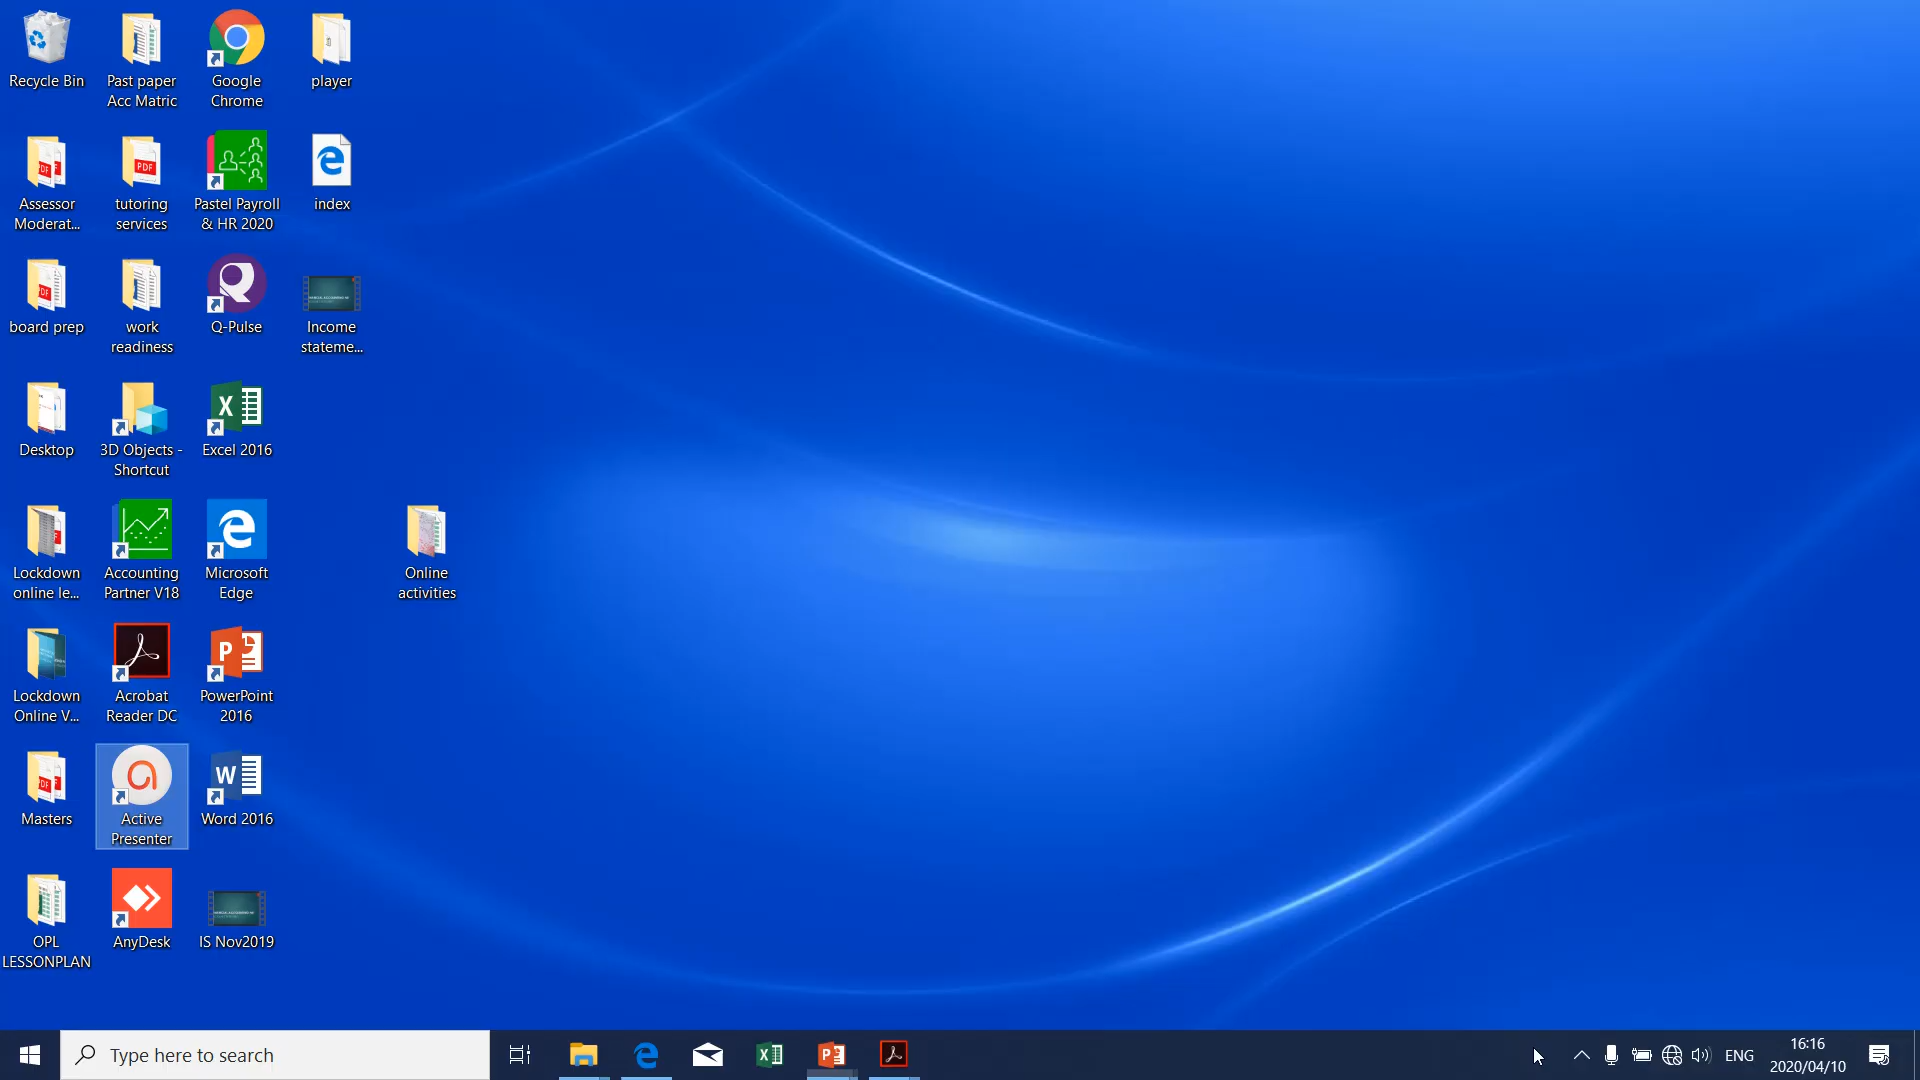 Recycle Bin
Past paper
Acc Matric
Google
Chrome
player
Assessor
Moderat...
tutoring
services
Pastel Payroll
& HR 2020
index
board prep
work
readiness
Q-Pulse
Income
stateme...
Desktop
3D Objects -
Shortcut
Excel 2016
Lockdown
online le...
Accounting
Partner V18
Microsoft
Edge
Online
activities
Lockdown
Online V...
Acrobat
Reader DC
PowerPoint
2016
Masters
Active
Presenter
Word 2016
OPL
LESSONPLAN
AnyDesk
IS Nov2019
Type here to search
ENG
16:16
2020/04/10